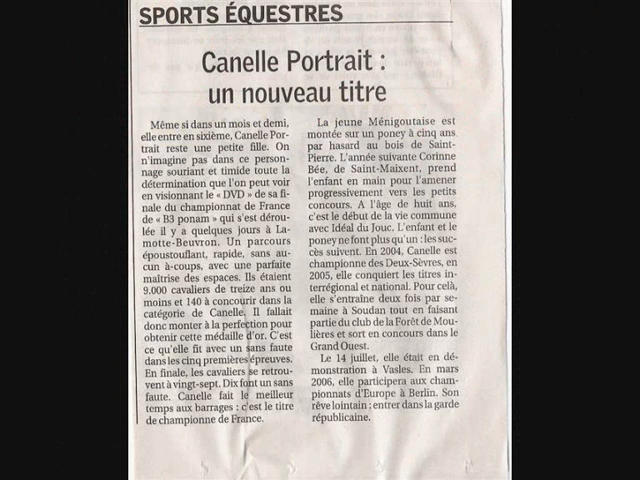 SPORTS ÉQUESTRES
Canelle Portrait :
un nouveau titre
Même si dans un mois et demi,
elle entre en sixième, Canelle Por-
trait reste une petite fille. On
n'imagine pas dans ce person-
nage souriant et timide toute la
détermination que l'on peut voir
en visionnant le « DVD » de sa fi-
nale du championnat de France
de « B3 ponam » qui s'est dérou-
lée il y a quelques jours à La-
motte-Beuvron. Un parcours
époustouflant, rapide, sans au-
cun à-coups, avec une parfaite
maîtrise des espaces. Ils étaient
9.000 cavaliers de treize ans ou
moins et 140 à concourir dans la
catégorie de Canelle. Il fallait
donc monter à la perfection pour
obtenir cette médaille d'or. C'est
ce qu'elle fit avec un sans faute
dans les cinq premières épreuves.
En finale, les cavaliers se retrou-
vent à vingt-sept. Dix font un sans
faute. Canelle fait le meilleur
temps aux barrages : c'est le titre
de championne de France.
La jeune Ménigoutaise est
montée sur un poney à cinq ans
par hasard au bois de Saint-
Pierre. L'année suivante Corinne
Bée, de Saint-Maixent, prend
l'enfant en main pour l'amener
progressivement vers les petits
concours. A l'âge de huit ans,
c'est le début de la vie commune
avec Idéal du Jouc. L'enfant et le
poney ne font plus qu'un : les suc-
cès suivent. En 2004, Canelle est
championne des Deux-Sèvres, en
2005, elle conquiert les titres in-
terrégional et national. Pour celà,
elle s'entraîne deux fois par se-
maine à Soudan tout en faisant
partie du club de la Forêt de Mou-
lières et sort en concours dans le
Grand Ouest.
Le 14 juillet, elle était en dé-
monstration à Vasles. En mars
2006, elle participera aux cham-
pionnats d'Europe à Berlin. Son
rêve lointain : entrer dans la garde
républicaine.